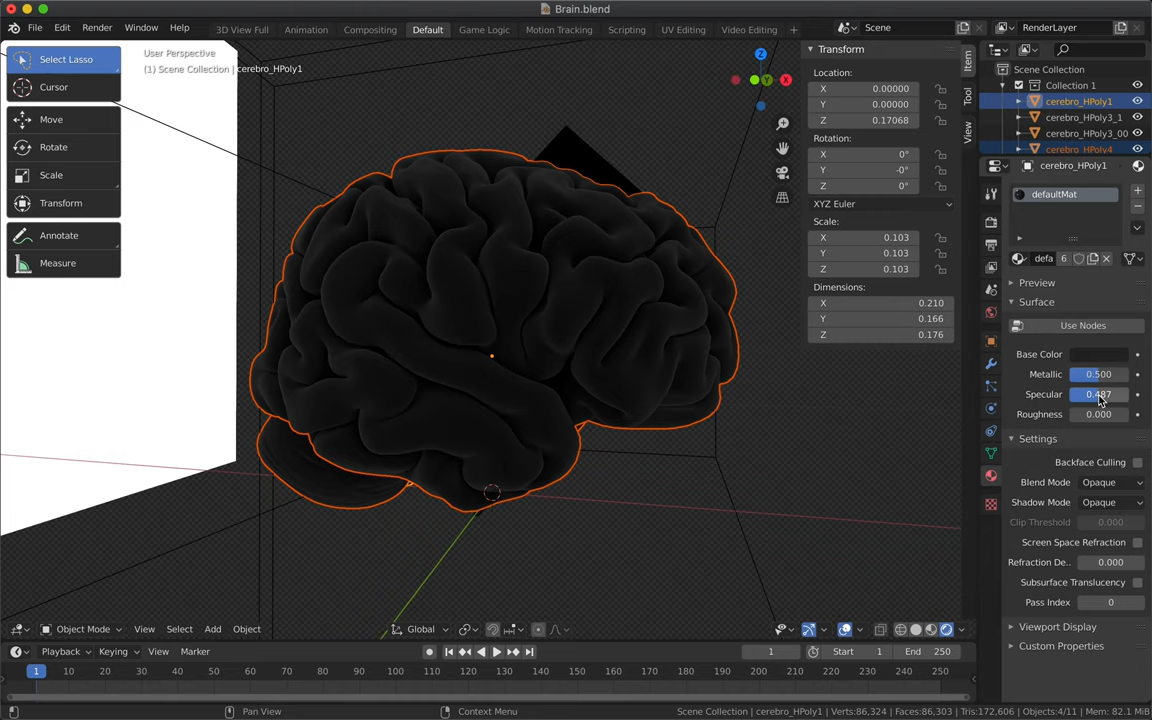 Brain.blend
File Edit Render Window Help 3D View Full Animation Compositing Default Game Logic Motion Tracking Scripting UV Editing Video Editing + Scene RenderLayer
Select Lasso
Cursor
Move
Rotate
Scale
Transform
Annotate
Measure
User Perspective
(1) Scene Collection | cerebro_HPoly1
Z
Y
X
Transform
Location:
X 0.00000
Y 0.00000
Z 0.17068
Rotation:
X 0°
Y -0°
Z 0°
XYZ Euler
Scale:
X 0.103
Y 0.103
Z 0.103
Dimensions:
X 0.210
Y 0.166
Z 0.176
Item
Tool
View
Scene Collection
Collection 1
cerebro_HPoly1
cerebro_HPoly3_1
cerebro_HPoly3_00
cerebro_HPoly4
cerebro_HPoly1
defaultMat
defa 6
Preview
Surface
Use Nodes
Base Color
Metallic 0.500
Specular 0.487
Roughness 0.000
Settings
Backface Culling
Blend Mode Opaque
Shadow Mode Opaque
Clip Threshold 0.000
Screen Space Refraction
Refraction De.. 0.000
Subsurface Translucency
Pass Index 0
Viewport Display
Custom Properties
Object Mode View Select Add Object Global
Playback Keying View Marker 1 Start 1 End 250
1 10 20 30 40 50 60 70 80 90 100 110 120 130 140 150 160 170 180 190 200 210 220 230 240 250
Pan View Context Menu Scene Collection | cerebro_HPoly1 | Verts:86,324 | Faces:86,303 | Tris:172,606 | Objects:4/11 | Mem: 82.1 MiB